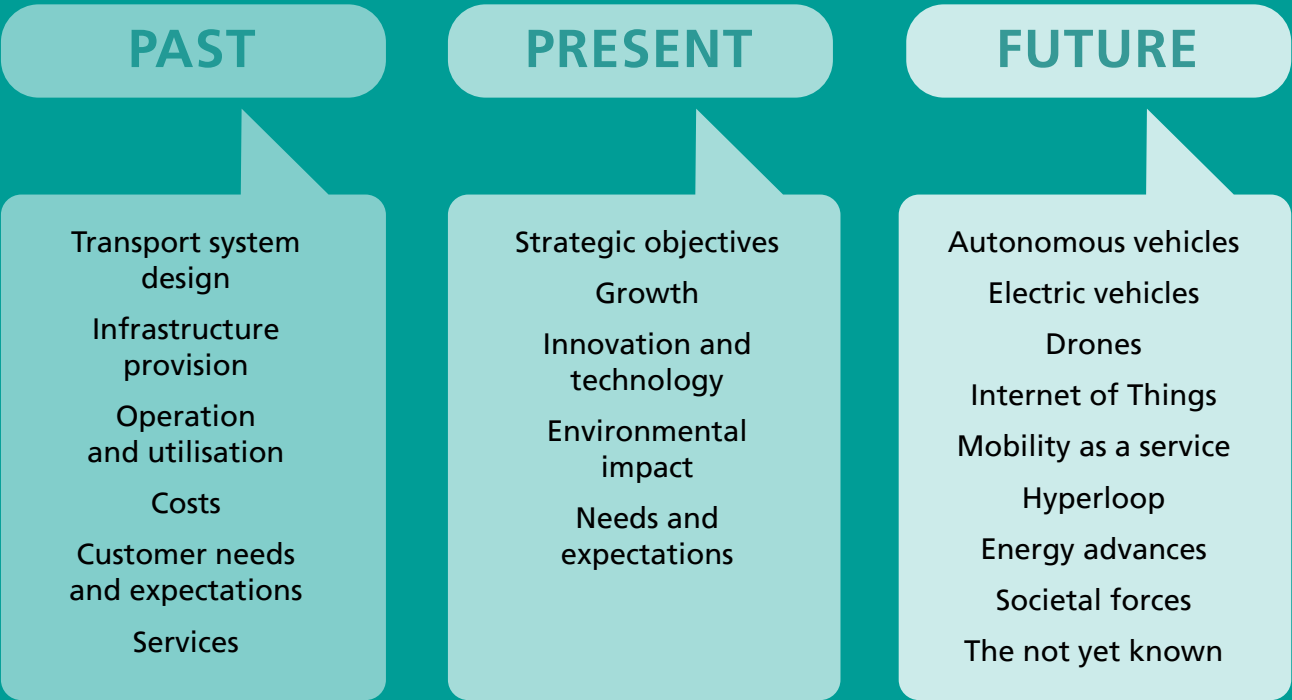 PAST
Transport system
design
Infrastructure
provision
Operation
and utilisation
Costs
Customer needs
and expectations
Services
PRESENT
Strategic objectives
Growth
Innovation and
technology
Environmental
impact
Needs and
expectations
FUTURE
Autonomous vehicles
Electric vehicles
Drones
Internet of Things
Mobility as a service
Hyperloop
Energy advances
Societal forces
The not yet known